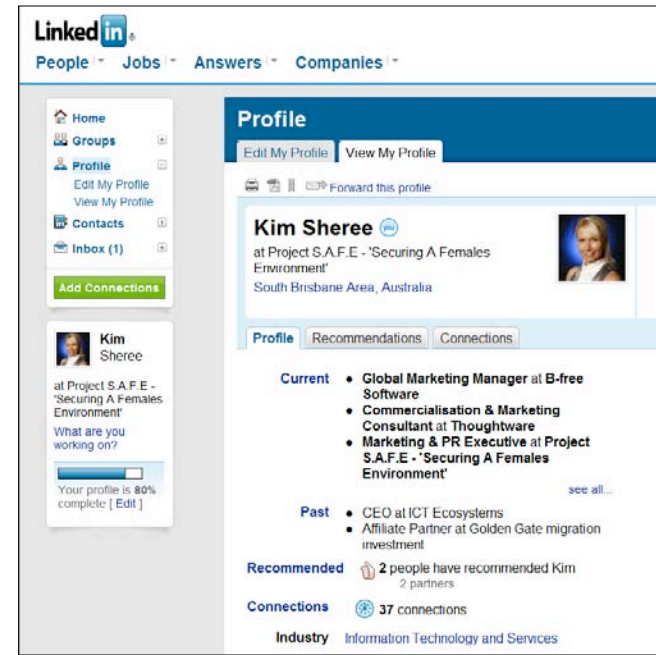 Linked in
People Jobs Answers Companies
Home
Groups
Profile
Edit My Profile
View My Profile
Contacts
Inbox (1)
Add Connections
Kim
Sheree
at Project S.A.F.E -
'Securing A Females
Environment'
What are you
working on?
Your profile is 80%
complete [ Edit ]
Profile
Edit My Profile View My Profile
Forward this profile
Kim Sheree you
at Project S.A.F.E - 'Securing A Females
Environment'
South Brisbane Area, Australia
Profile Recommendations Connections
Current • Global Marketing Manager at B-free
Software
• Commercialisation & Marketing
Consultant at Thoughtware
• Marketing & PR Executive at Project
S.A.F.E - 'Securing A Females
Environment'
see all...
Past • CEO at ICT Ecosystems
• Affiliate Partner at Golden Gate migration
investment
Recommended 2 people have recommended Kim
2 partners
Connections 37 connections
Industry Information Technology and Services